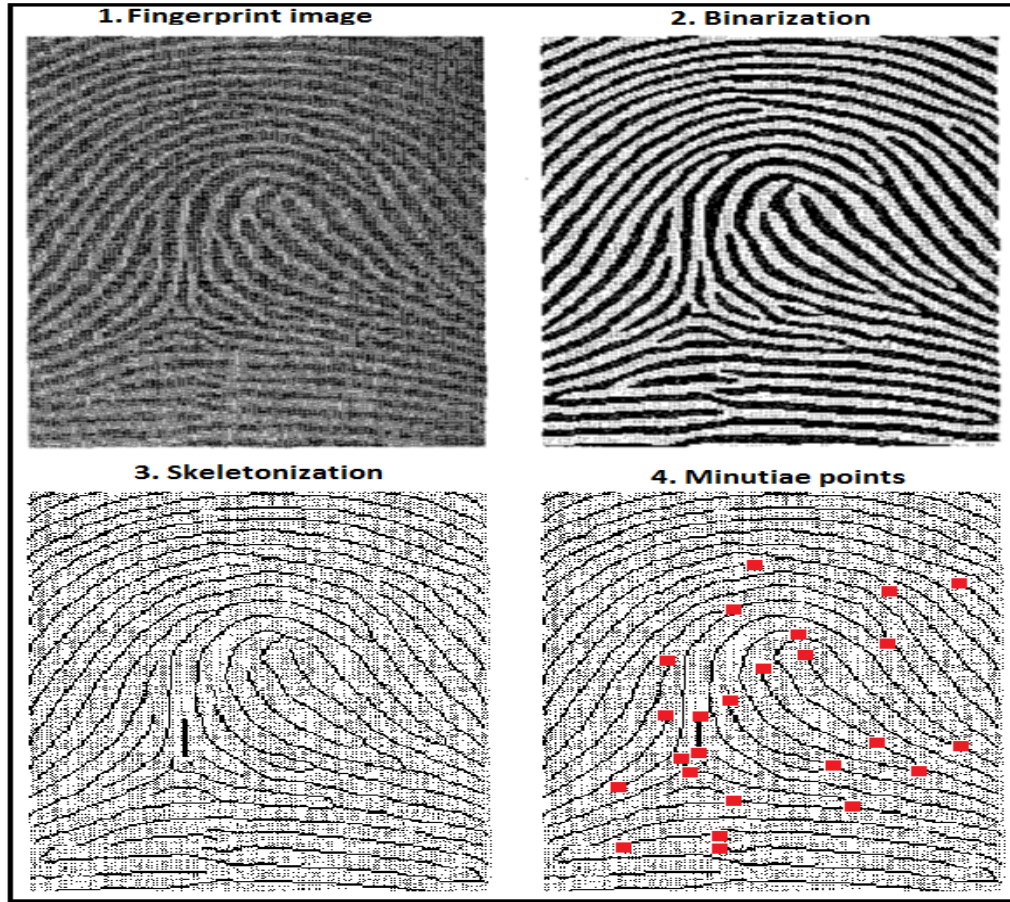 1. Fingerprint image
2. Binarization
3. Skeletonization
4. Minutiae points